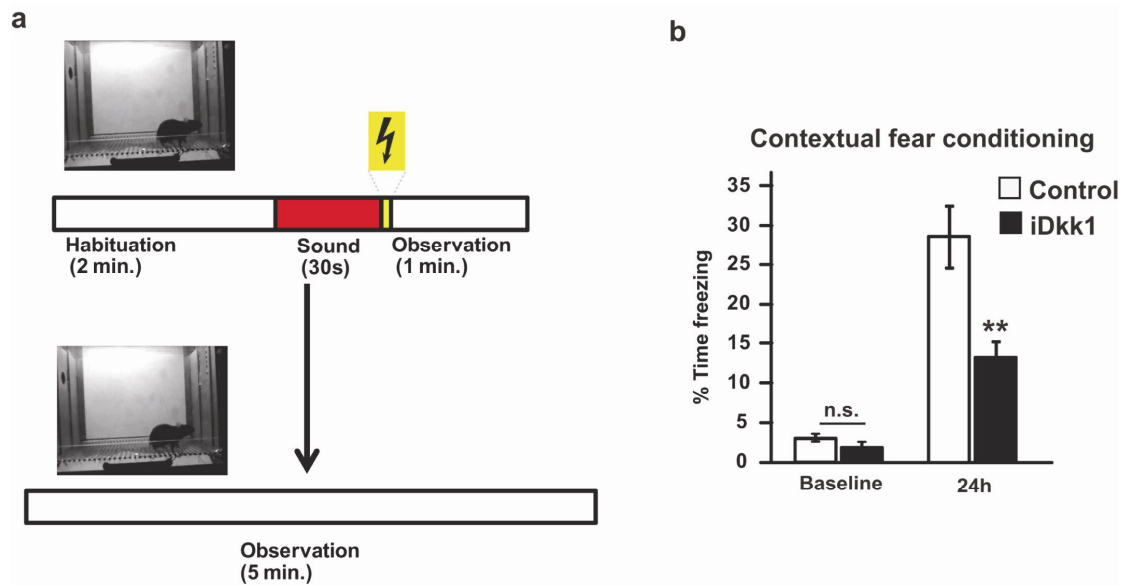 a
Habituation
(2 min.)
Sound
(30s)
Observation
(1 min.)
Observation
(5 min.)
b
Contextual fear conditioning
% Time freezing
35
30
25
20
15
10
5
0
Control
iDkk1
n.s.
**
Baseline
24h